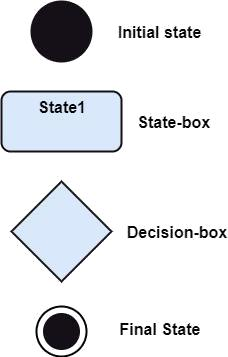 Initial state
State1
State-box
Decision-box
Final State